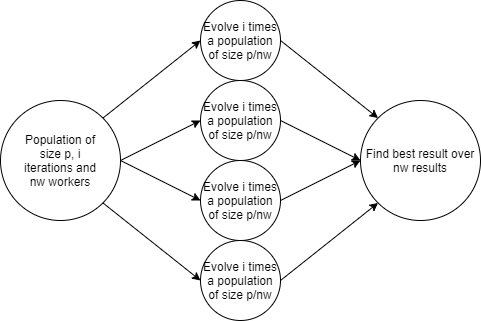 Population of
size p, i
iterations and
nw workers
Evolve i times
a population
of size p/nw
Evolve i times
a population
of size p/nw
Evolve i times
a population
of size p/nw
Evolve i times
a population
of size p/nw
Find best result over
nw results